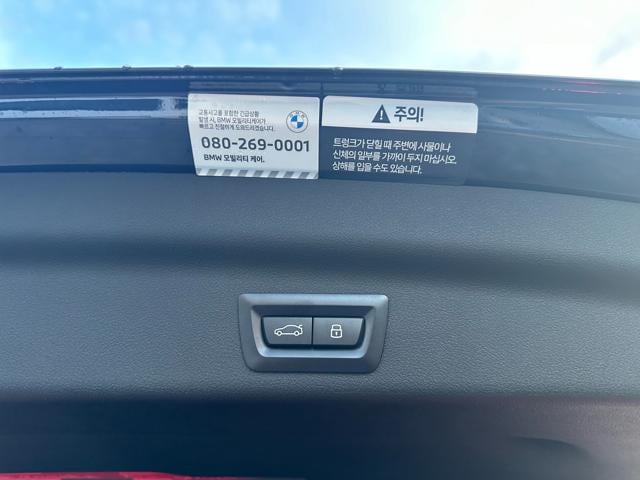 교통사고를 포함한 긴급상황
발생 시, BMW 모빌리티케어가
빠르고 친절하게 도와드리겠습니다.
080-269-0001
BMW 모빌리티 케어.
주의!
트렁크가 닫힐 때 주변에 사물이나
신체의 일부를 가까이 두지 마십시오.
상해를 입을 수도 있습니다.